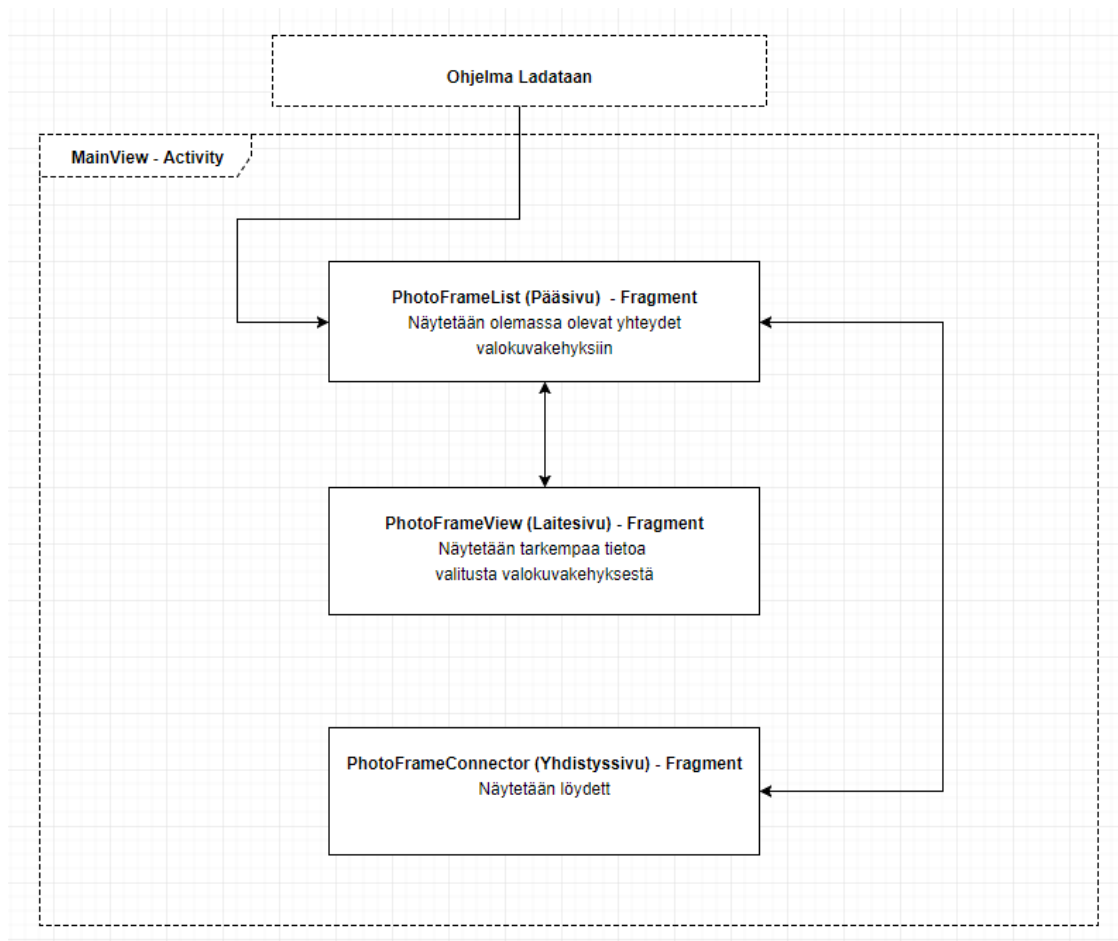 Ohjelma Ladataan
MainView - Activity
PhotoFrameList (Pääsivu) - Fragment
Näytetään olemassa olevat yhteydet
valokuvakehyksiin
PhotoFrameView (Laitesivu) - Fragment
Näytetään tarkempaa tietoa
valitusta valokuvakehyksestä
PhotoFrameConnector (Yhdistyssivu) - Fragment
Näytetään löydett